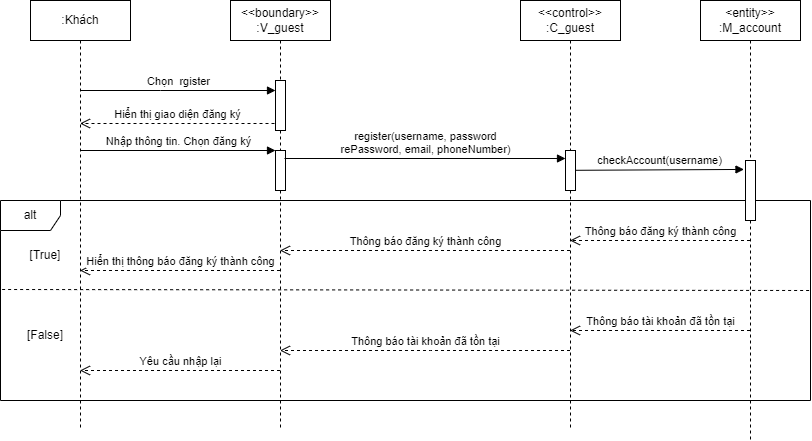 :Khách
<<boundary>>
:V_guest
<<control>>
:C_guest
<entity>>
:M_account
Chọn rgister
Hiển thị giao diện đăng ký
Nhập thông tin. Chọn đăng ký
register(username, password
rePassword, email, phoneNumber)
checkAccount(username)
alt
[True]
Thông báo đăng ký thành công
Thông báo đăng ký thành công
Hiển thị thông báo đăng ký thành công
[False]
Thông báo tài khoản đã tồn tại
Thông báo tài khoản đã tồn tại
Yêu cầu nhập lại